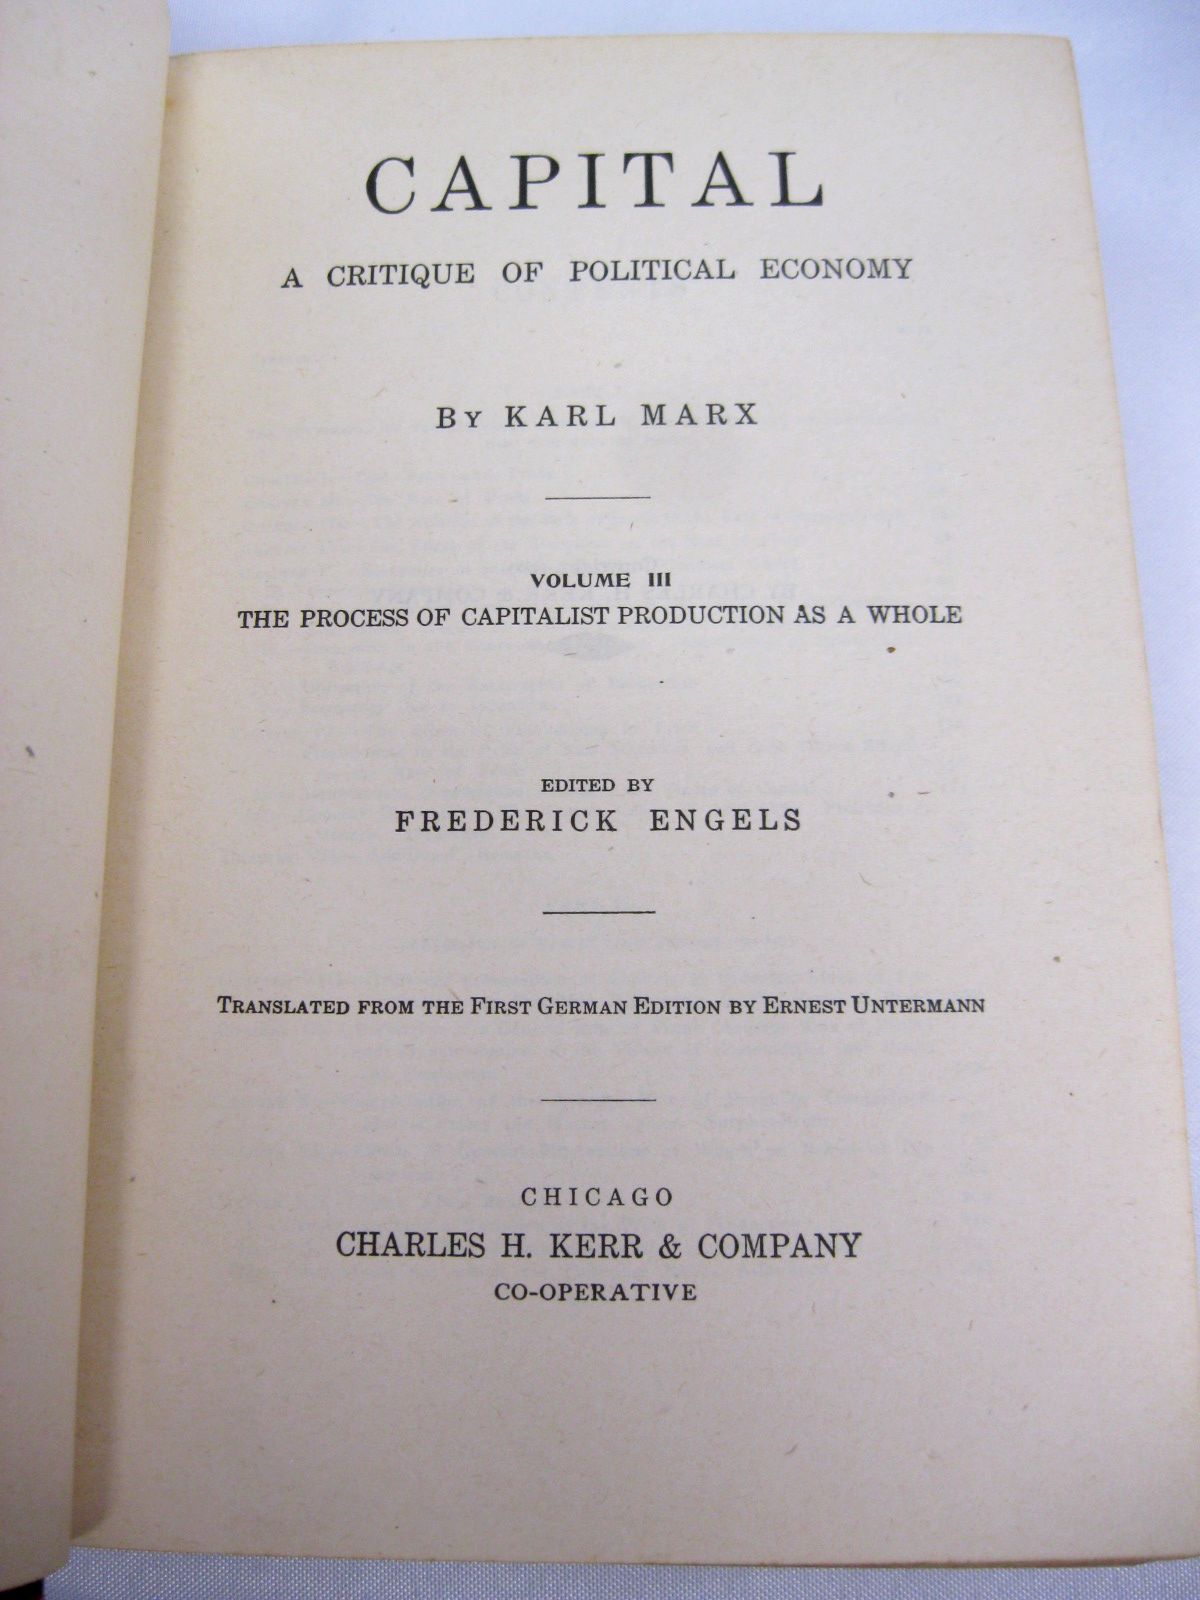 CAPITAL
A CRITIQUE OF POLITICAL ECONOMY
BY KARL MARX
VOLUME III
THE PROCESS OF CAPITALIST PRODUCTION AS A WHOLE
EDITED BY
FREDERICK ENGELS
TRANSLATED FROM THE FIRST GERMAN EDITION BY ERNEST UNTERMANN
CHICAGO
CHARLES H. KERR & COMPANY
CO-OPERATIVE